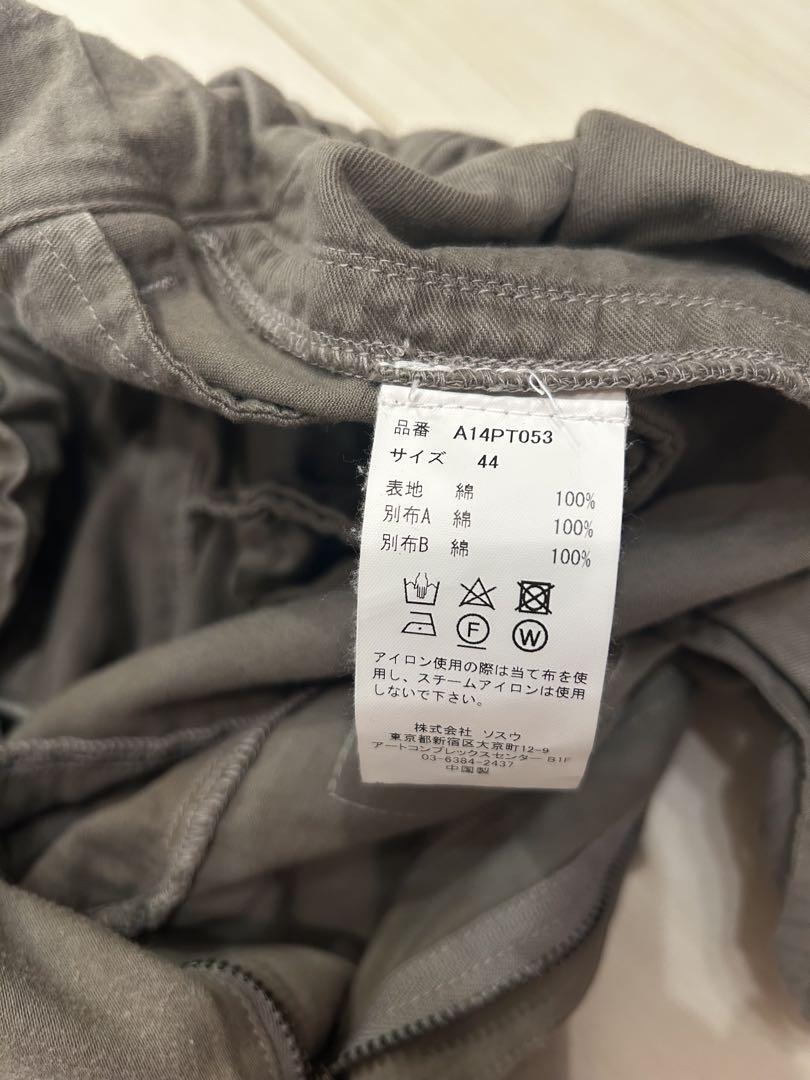 品番 A14PT053
サイズ 44
表地 綿 100%
別布A 綿 100%
別布B 綿 100%
F W
アイロン使用の際は当て布を使
用し、スチームアイロンは使用
しないで下さい。
株式会社 ソスウ
東京都新宿区大京町12-9
アートコンプレックスセンター B1F
03-6384-2437
中国製